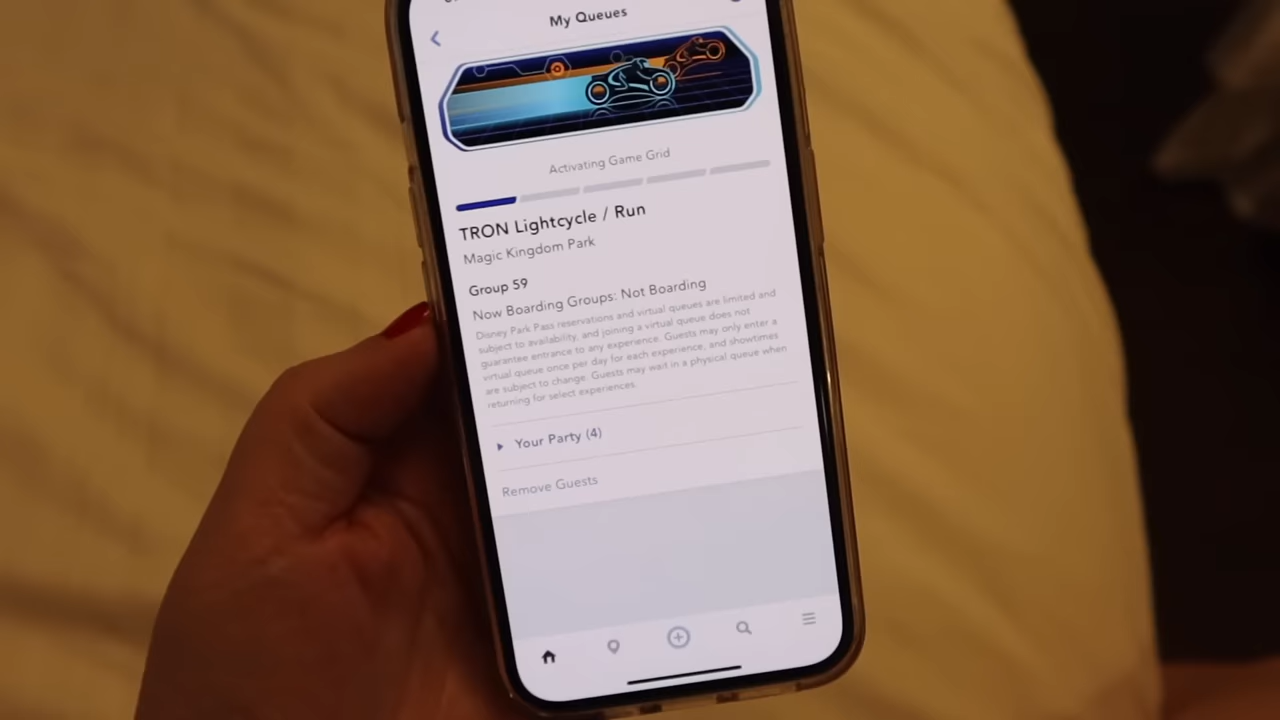 My Queues
Activating Game Grid
TRON Lightcycle / Run
Magic Kingdom Park
Group 59
Now Boarding Groups: Not Boarding
Disney Park Pass reservations and virtual queues are limited and
subject to availability, and joining a virtual queue does not
guarantee entrance to any experience. Guests may only enter a
virtual queue once per day for each experience, and showtimes
are subject to change. Guests may wait in a physical queue when
returning for select experiences.
Your Party (4)
Remove Guests